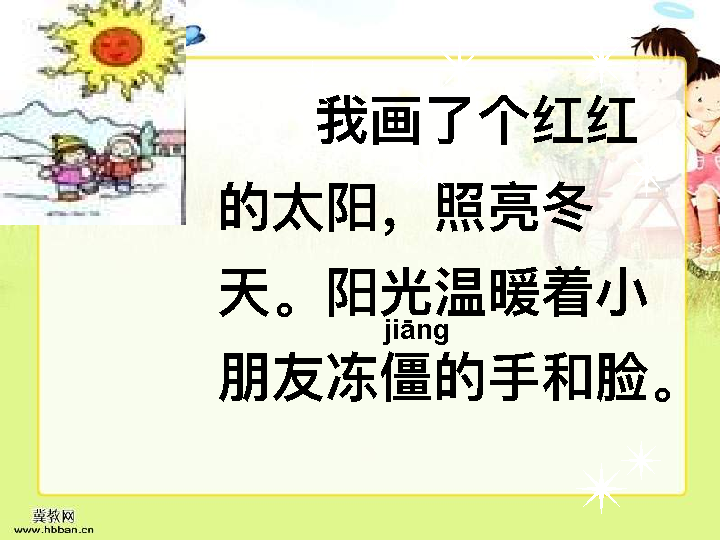 我画了个红红
的太阳，照亮冬
天。阳光温暖着小
jiāng
朋友冻僵的手和脸。
冀教网
www.hbban.cn